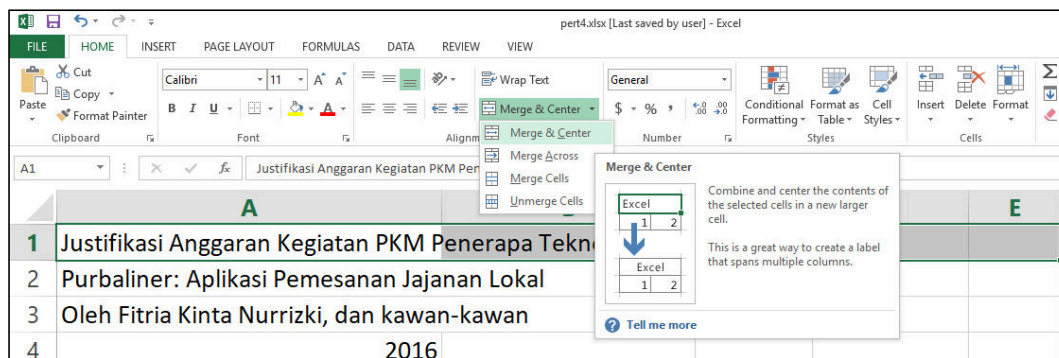 pert4.xlsx [Last saved by user] - Excel
FILE HOME INSERT PAGE LAYOUT FORMULAS DATA REVIEW VIEW
Paste
Cut
Copy
Format Painter
Clipboard
Calibri 11 A A
B I U A
Font
Wrap Text
Merge & Center
Alignm
General
$ % , .0 .00 .00 .0
Number
Conditional Formatting
Format as Table
Cell Styles
Styles
Insert Delete Format
Cells
Merge & Center
Merge Across
Merge Cells
Unmerge Cells
A1 fx Justifikasi Anggaran Kegiatan PKM Pen
Merge & Center
Excel
1 2
Excel
1 2
Combine and center the contents of
the selected cells in a new larger
cell.
This is a great way to create a label
that spans multiple columns.
Tell me more
A E
1 Justifikasi Anggaran Kegiatan PKM Penerapa Tekn
2 Purbaliner: Aplikasi Pemesanan Jajanan Lokal
3 Oleh Fitria Kinta Nurrizki, dan kawan-kawan
4 2016